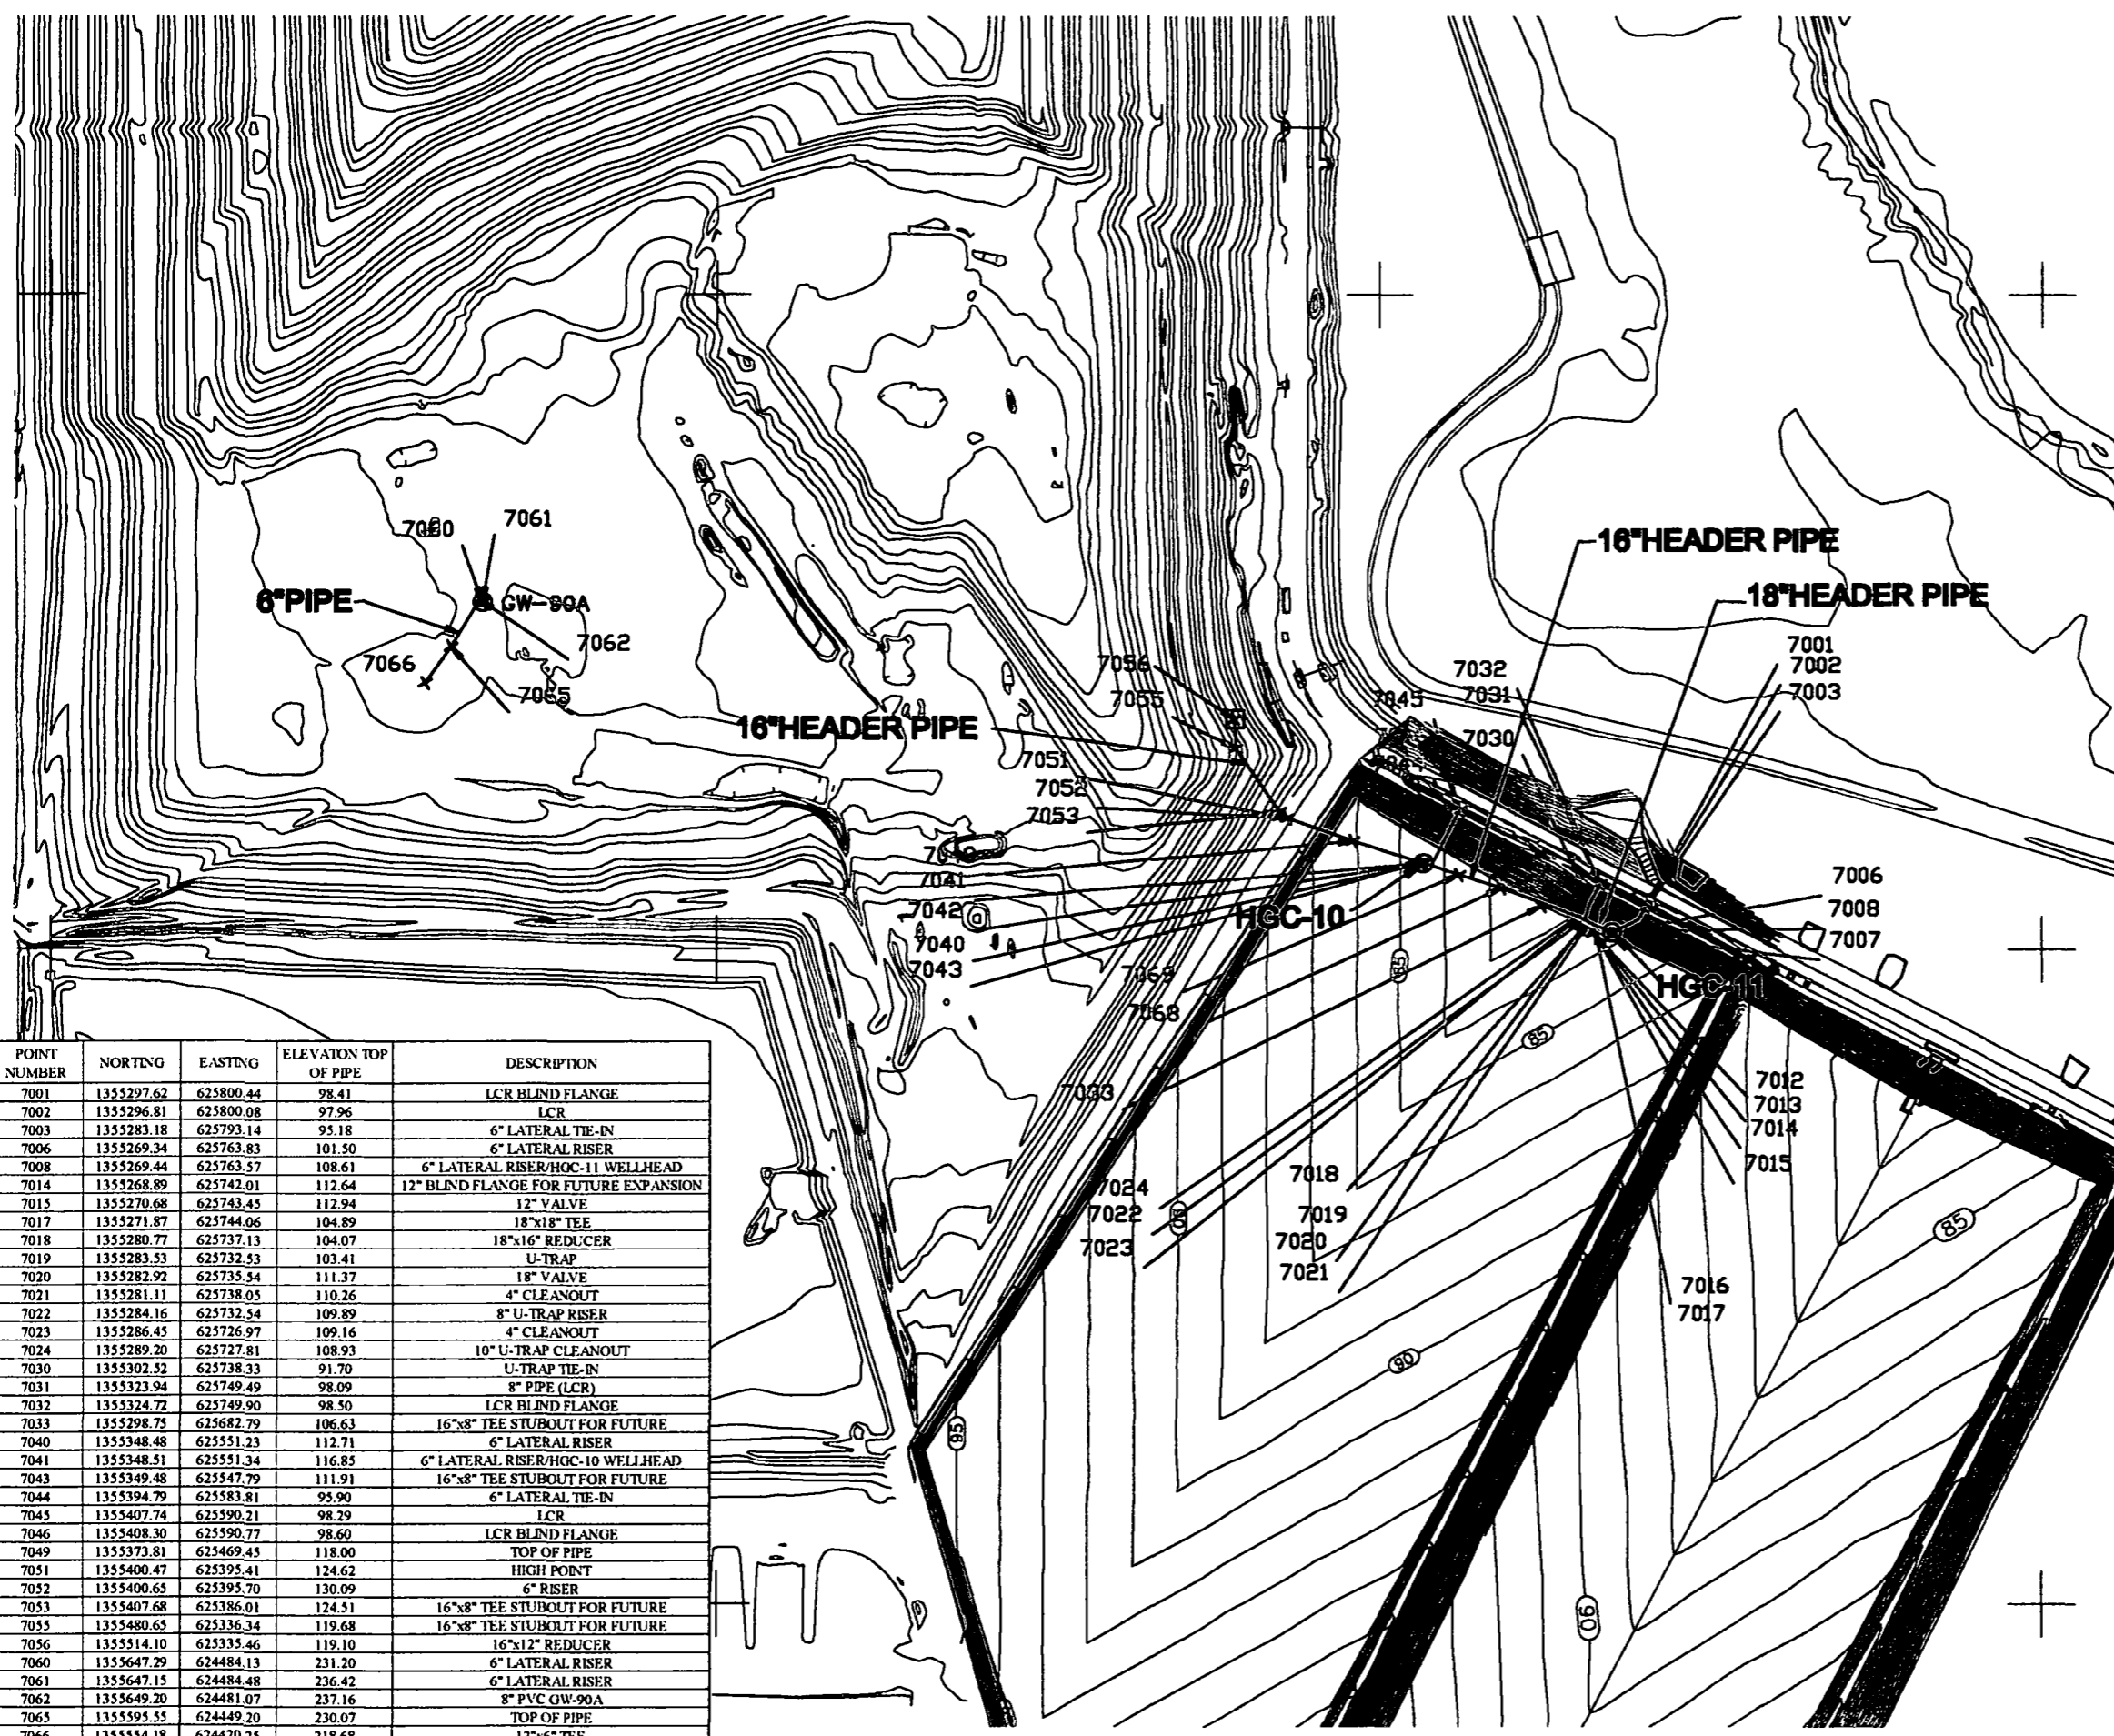 7060
7061
6"PIPE
GW-90A
7062
7066
7065
16"HEADER PIPE
18"HEADER PIPE
7001
7002
7003
7056
7055
7032
7031
7045
7030
16"HEADER PIPE
7051
7052
7053
7041
7042
7040
7043
HGC-10
7006
7008
7007
HGC-11
7069
7068
7033
85
85
7012
7013
7014
7015
7018
7024
7022
7023
7019
7020
7021
7016
7017
90
85
90
95
90
POINT NUMBER NORTING EASTING ELEVATON TOP OF PIPE DESCRIPTION
7001 1355297.62 625800.44 98.41 LCR BLIND FLANGE
7002 1355296.81 625800.08 97.96 LCR
7003 1355283.18 625793.14 95.18 6" LATERAL TIE-IN
7006 1355269.34 625763.83 101.50 6" LATERAL RISER
7008 1355269.44 625763.57 108.61 6" LATERAL RISER/HGC-11 WELLHEAD
7014 1355268.89 625742.01 112.64 12" BLIND FLANGE FOR FUTURE EXPANSION
7015 1355270.68 625743.45 112.94 12" VALVE
7017 1355271.87 625744.06 104.89 18"x18" TEE
7018 1355280.77 625737.13 104.07 18"x16" REDUCER
7019 1355283.53 625732.53 103.41 U-TRAP
7020 1355282.92 625735.54 111.37 18" VALVE
7021 1355281.11 625738.05 110.26 4" CLEANOUT
7022 1355284.16 625732.54 109.89 8" U-TRAP RISER
7023 1355286.45 625726.97 109.16 4" CLEANOUT
7024 1355289.20 625727.81 108.93 10" U-TRAP CLEANOUT
7030 1355302.52 625738.33 91.70 U-TRAP TIE-IN
7031 1355323.94 625749.49 98.09 8" PIPE (LCR)
7032 1355324.72 625749.90 98.50 LCR BLIND FLANGE
7033 1355298.75 625682.79 106.63 16"x8" TEE STUBOUT FOR FUTURE
7040 1355348.48 625551.23 112.71 6" LATERAL RISER
7041 1355348.51 625551.34 116.85 6" LATERAL RISER/HGC-10 WELLHEAD
7043 1355349.48 625547.79 111.91 16"x8" TEE STUBOUT FOR FUTURE
7044 1355394.79 625583.81 95.90 6" LATERAL TIE-IN
7045 1355407.74 625590.21 98.29 LCR
7046 1355408.30 625590.77 98.60 LCR BLIND FLANGE
7049 1355373.81 625469.45 118.00 TOP OF PIPE
7051 1355400.47 625395.41 124.62 HIGH POINT
7052 1355400.65 625395.70 130.09 6" RISER
7053 1355407.68 625386.01 124.51 16"x8" TEE STUBOUT FOR FUTURE
7055 1355480.65 625336.34 119.68 16"x8" TEE STUBOUT FOR FUTURE
7056 1355514.10 625335.46 119.10 16"x12" REDUCER
7060 1355647.29 624484.13 231.20 6" LATERAL RISER
7061 1355647.15 624484.48 236.42 6" LATERAL RISER
7062 1355649.20 624481.07 237.16 8" PVC GW-90A
7065 1355595.55 624449.20 230.07 TOP OF PIPE
7066 1355554.18 624420.25 218.68 12"x6" TEE